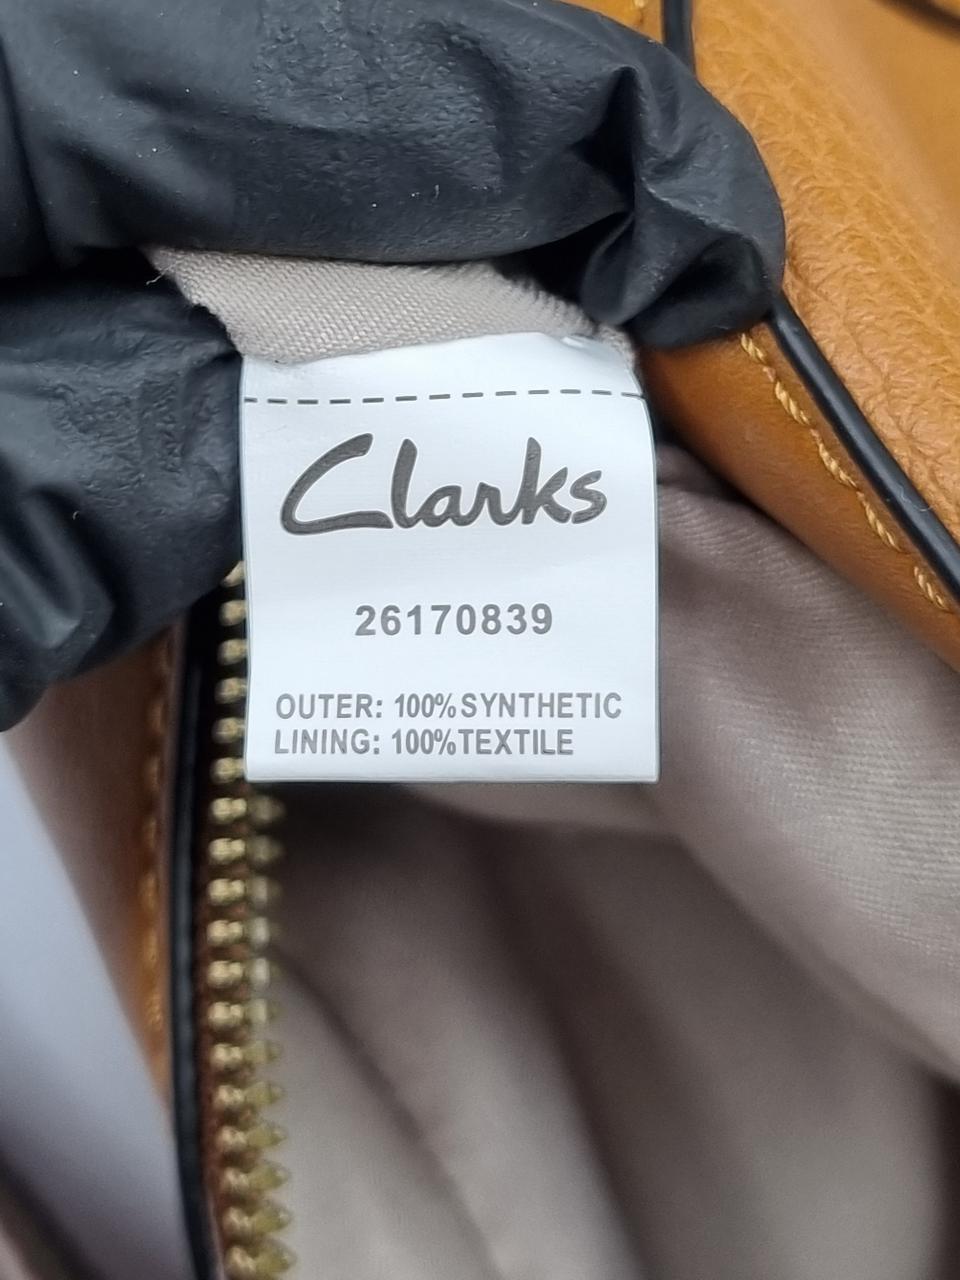 Clarks
26170839
OUTER: 100% SYNTHETIC
LINING: 100% TEXTILE